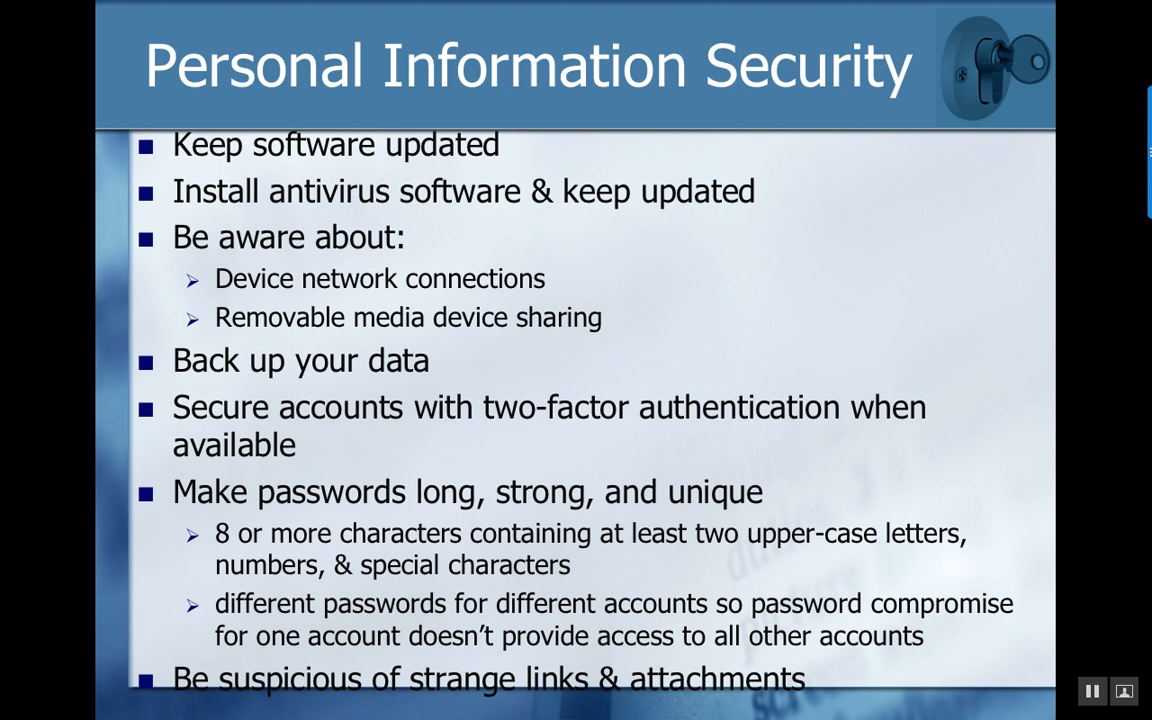 Personal Information Security
Keep software updated
Install antivirus software & keep updated
Be aware about:
Device network connections
Removable media device sharing
Back up your data
Secure accounts with two-factor authentication when
available
Make passwords long, strong, and unique
8 or more characters containing at least two upper-case letters,
numbers, & special characters
different passwords for different accounts so password compromise
for one account doesn’t provide access to all other accounts
Be suspicious of strange links & attachments